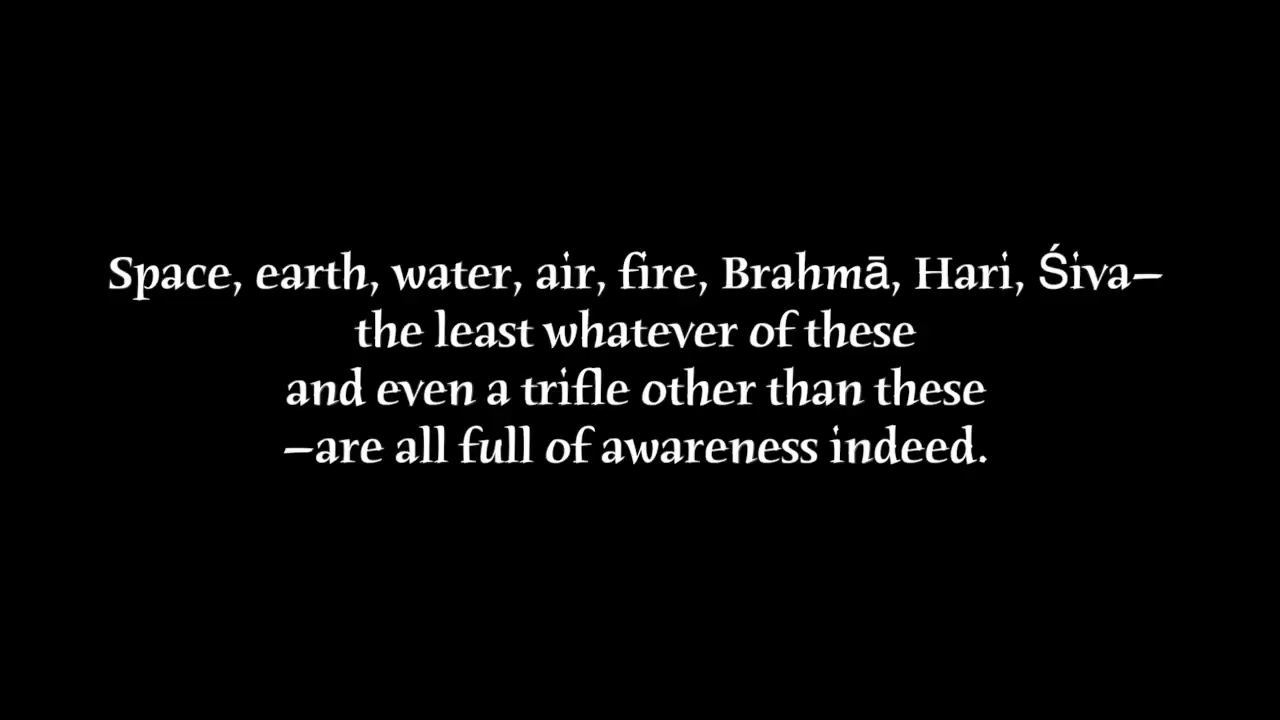 Space, earth, water, air, fire, Brahmā, Hari, Śiva—
the least whatever of these
and even a trifle other than these
—are all full of awareness indeed.